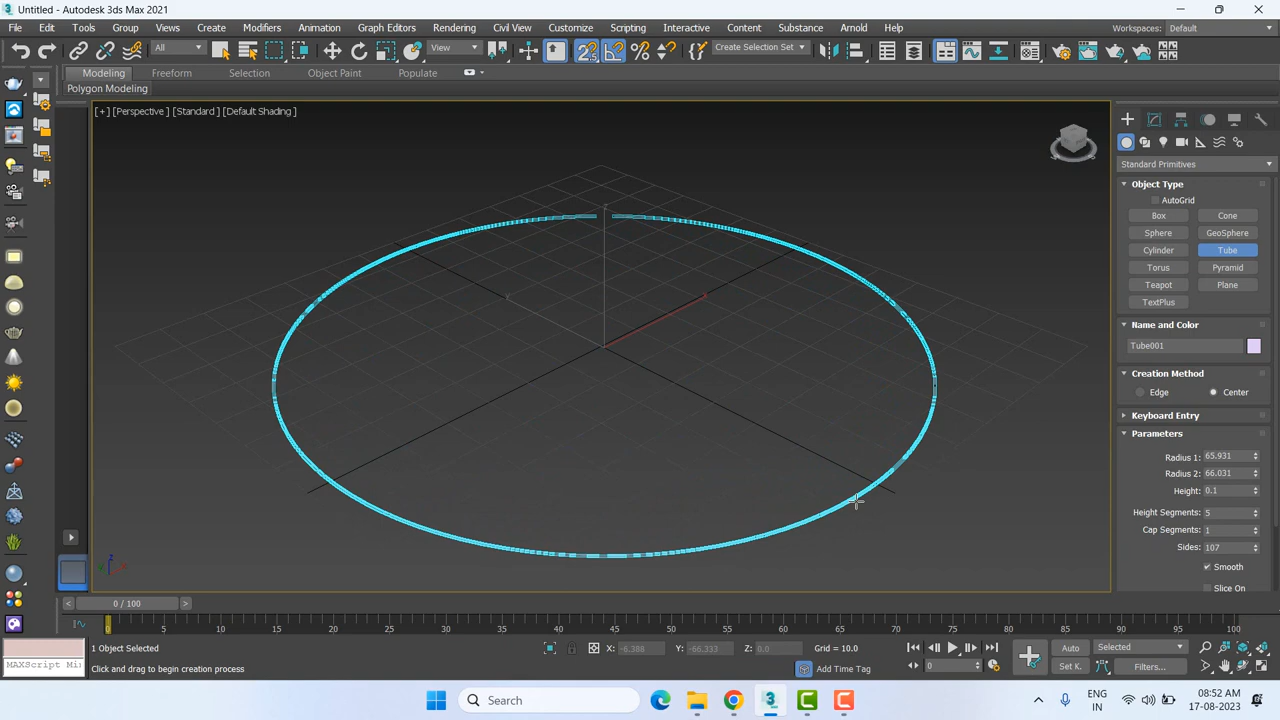 Untitled - Autodesk 3ds Max 2021
File Edit Tools Group Views Create Modifiers Animation Graph Editors Rendering Civil View Customize Scripting Interactive Content Substance Arnold Help Workspaces: Default
All View Create Selection Set
Modeling Freeform Selection Object Paint Populate
Polygon Modeling
[+] [Perspective ] [Standard ] [Default Shading ]
Standard Primitives
Object Type
AutoGrid
Box Cone
Sphere GeoSphere
Cylinder Tube
Torus Pyramid
Teapot Plane
TextPlus
Name and Color
Tube001
Creation Method
Edge Center
Keyboard Entry
Parameters
Radius 1: 65.931
Radius 2: 66.031
Height: 0.1
Height Segments: 5
Cap Segments: 1
Sides: 107
Smooth
Slice On
< 0 / 100 >
0 5 10 15 20 25 30 35 40 45 50 55 60 65 70 75 80 85 90 95 100
1 Object Selected X: -6.388 Y: -66.333 Z: 0.0 Grid = 10.0 Auto Selected
MAXScript Mi Click and drag to begin creation process Add Time Tag 0 Set K. Filters...
Search ENG IN 08:52 AM 17-08-2023